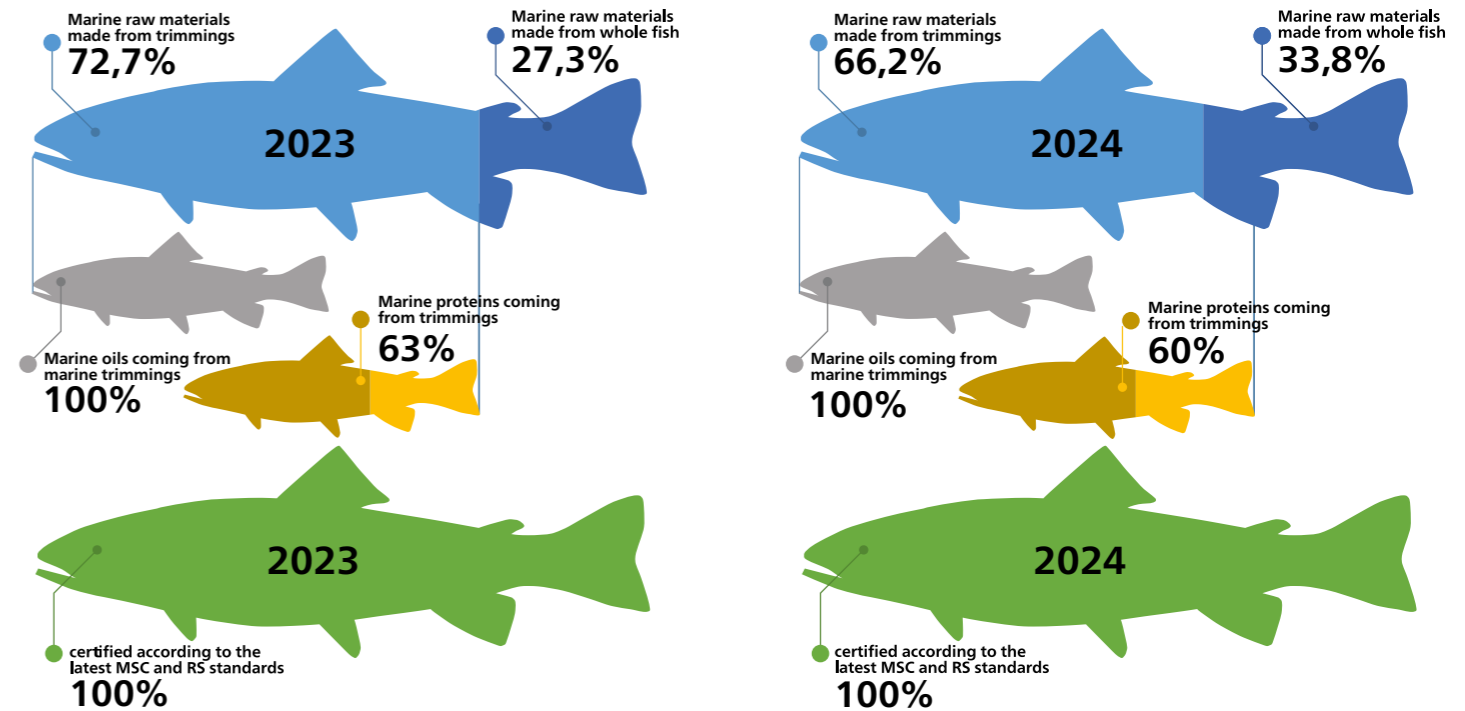 Marine raw materials
made from trimmings
72,7%
Marine raw materials
made from whole fish
27,3%
2023
Marine proteins coming
from trimmings
63%
Marine oils coming from
marine trimmings
100%
2023
certified according to the
latest MSC and RS standards
100%
Marine raw materials
made from trimmings
66,2%
Marine raw materials
made from whole fish
33,8%
2024
Marine proteins coming
from trimmings
60%
Marine oils coming from
marine trimmings
100%
2024
certified according to the
latest MSC and RS standards
100%